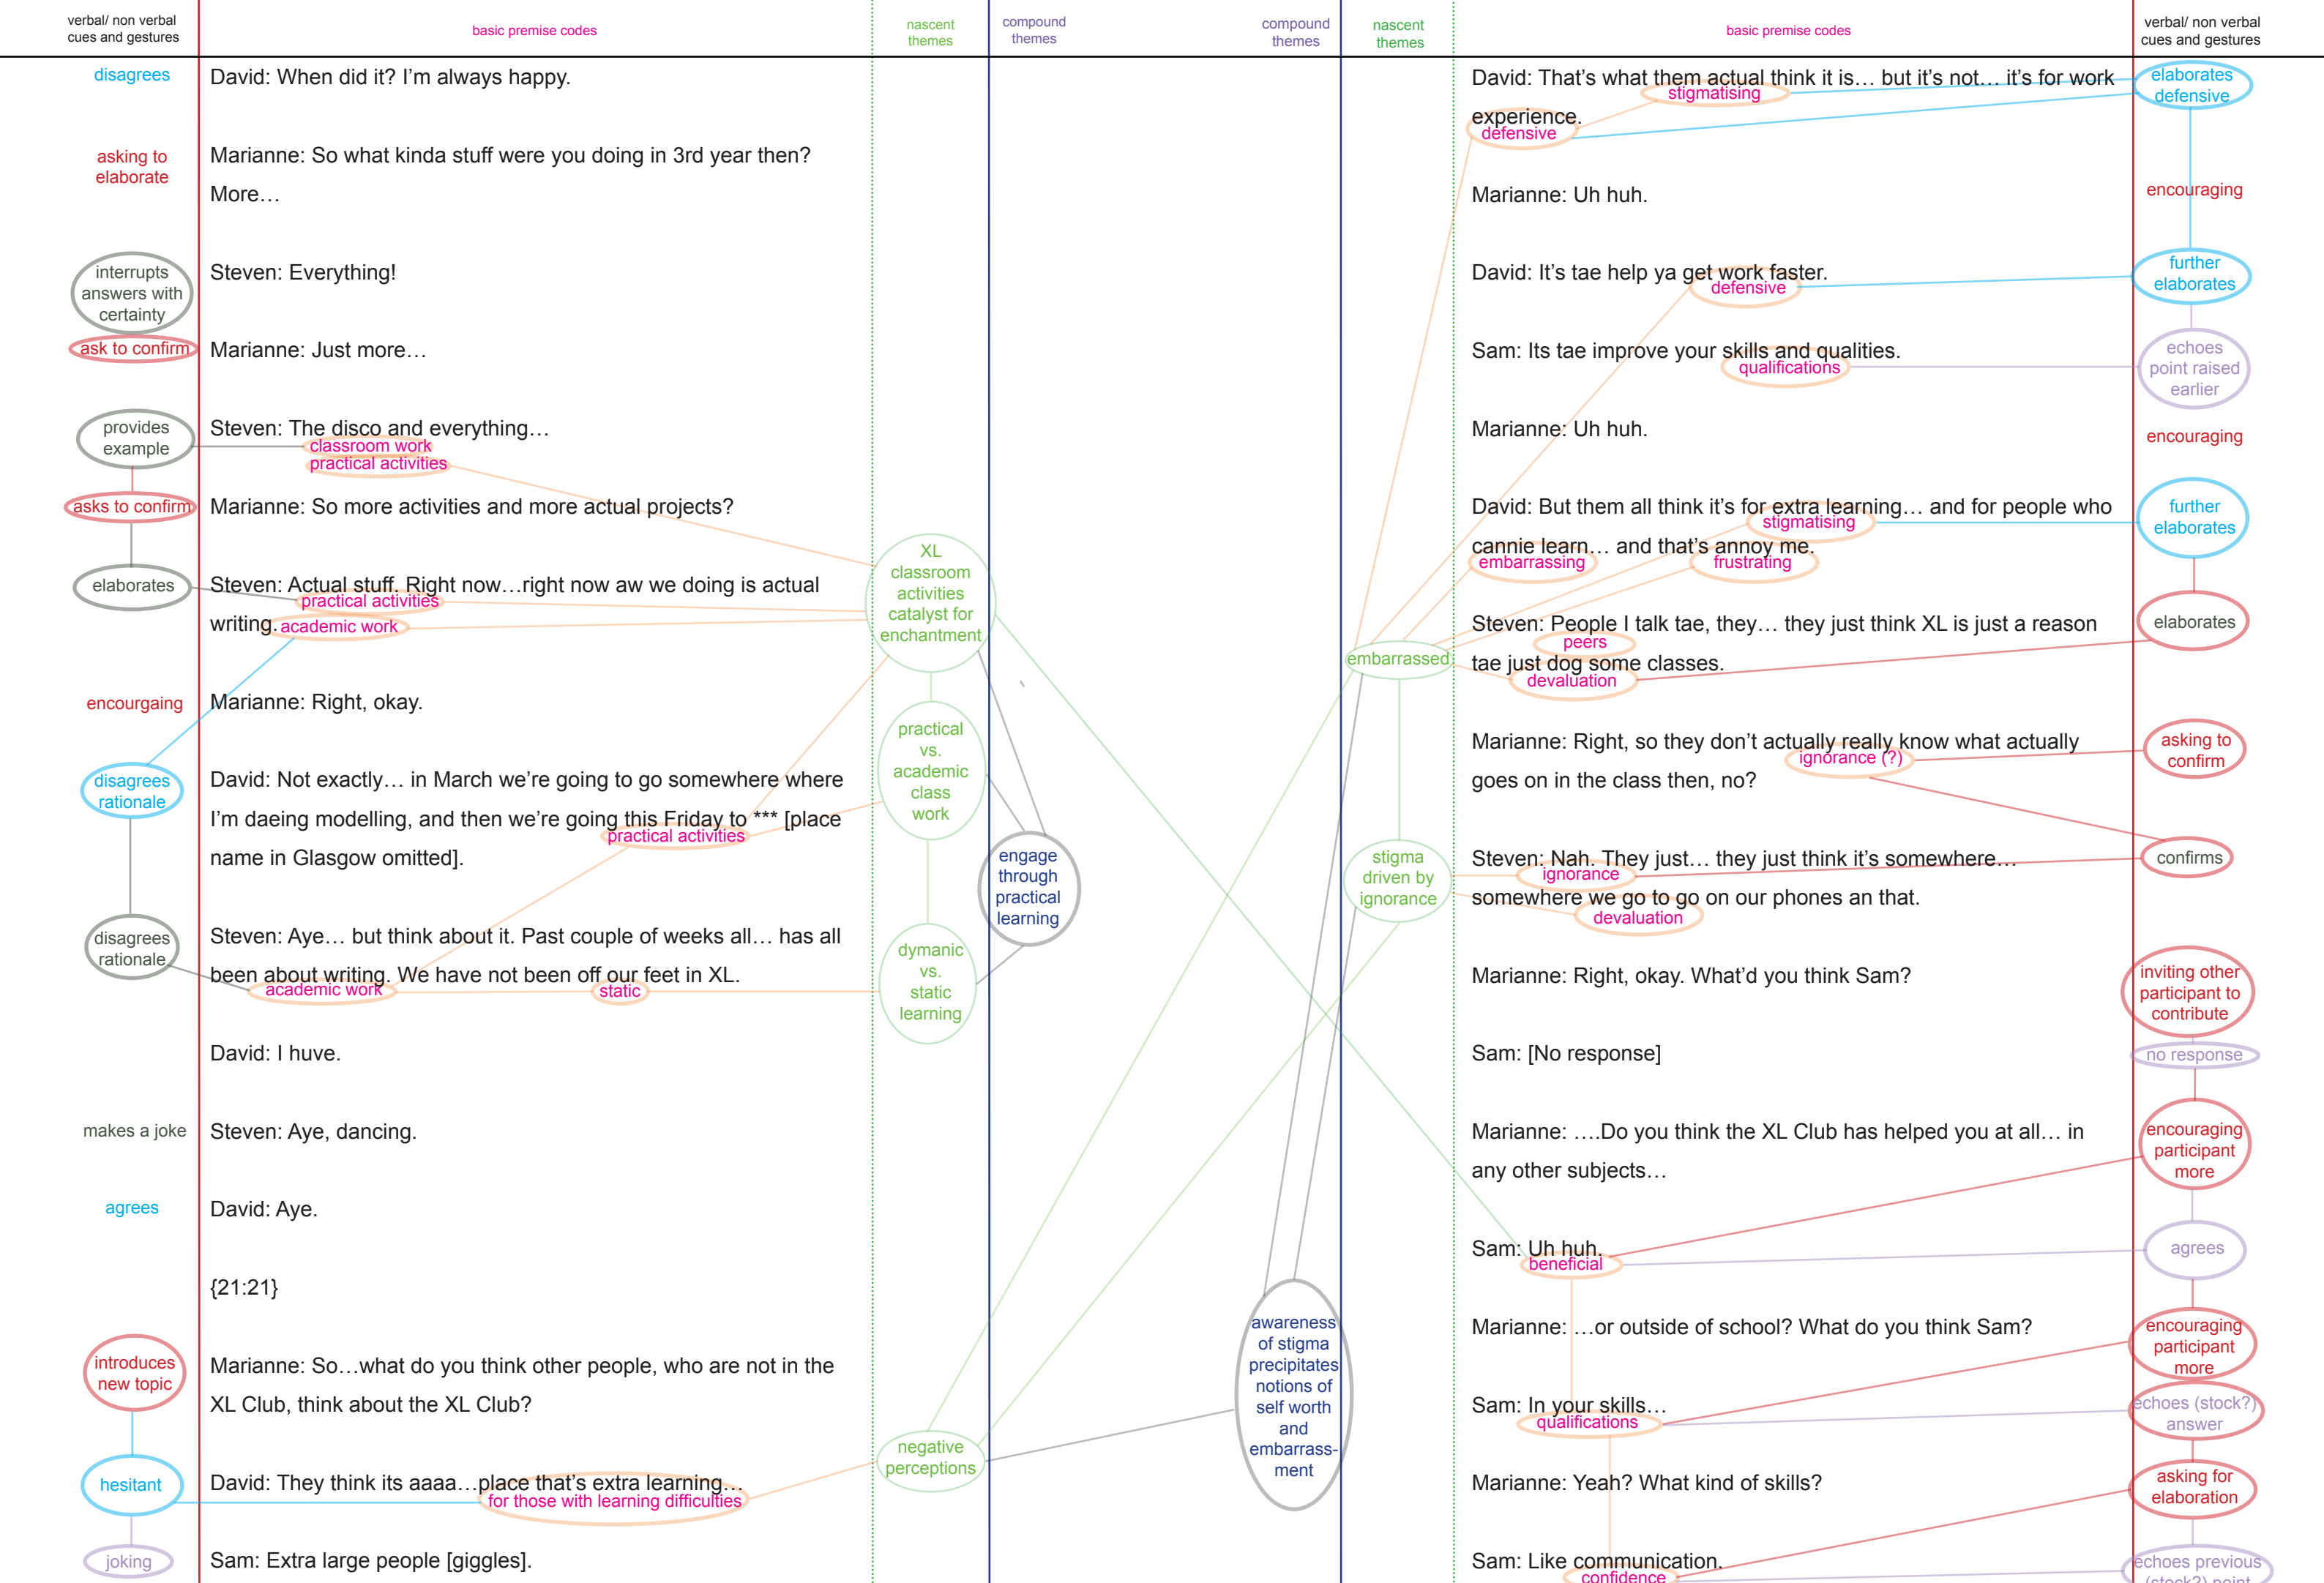 verbal/ non verbal
cues and gestures
basic premise codes
nascent
themes
compound
themes
disagrees
David: When did it? I’m always happy.
asking to
elaborate
Marianne: So what kinda stuff were you doing in 3rd year then?
More…
interrupts
answers with
certainty
Steven: Everything!
ask to confirm
Marianne: Just more…
provides
example
Steven: The disco and everything…
classroom work
practical activities
asks to confirm
Marianne: So more activities and more actual projects?
elaborates
Steven: Actual stuff. Right now…right now aw we doing is actual
practical activities
writing.
academic work
encourgaing
Marianne: Right, okay.
disagrees
rationale
David: Not exactly… in March we’re going to go somewhere where
I’m daeing modelling, and then we’re going this Friday to *** [place
practical activities
name in Glasgow omitted].
disagrees
rationale
Steven: Aye… but think about it. Past couple of weeks all… has all
been about writing. We have not been off our feet in XL.
academic work
static
David: I huve.
makes a joke
Steven: Aye, dancing.
agrees
David: Aye.
{21:21}
introduces
new topic
Marianne: So…what do you think other people, who are not in the
XL Club, think about the XL Club?
hesitant
David: They think its aaaa…place that’s extra learning…
for those with learning difficulties
joking
Sam: Extra large people [giggles].
XL
classroom
activities
catalyst for
enchantment
practical
vs.
academic
class
work
dymanic
vs.
static
learning
negative
perceptions
engage
through
practical
learning
compound
themes
nascent
themes
basic premise codes
verbal/ non verbal
cues and gestures
awareness
of stigma
precipitates
notions of
self worth
and
embarrass-
ment
embarrassed
stigma
driven by
ignorance
David: That’s what them actual think it is… but it’s not… it’s for work
stigmatising
experience.
defensive
elaborates
defensive
Marianne: Uh huh.
encouraging
David: It’s tae help ya get work faster.
defensive
further
elaborates
Sam: Its tae improve your skills and qualities.
qualifications
echoes
point raised
earlier
Marianne: Uh huh.
encouraging
David: But them all think it’s for extra learning… and for people who
stigmatising
cannie learn… and that’s annoy me.
embarrassing
frustrating
further
elaborates
Steven: People I talk tae, they… they just think XL is just a reason
peers
tae just dog some classes.
devaluation
elaborates
Marianne: Right, so they don’t actually really know what actually
ignorance (?)
goes on in the class then, no?
asking to
confirm
Steven: Nah. They just… they just think it’s somewhere…
ignorance
somewhere we go to go on our phones an that.
devaluation
confirms
Marianne: Right, okay. What’d you think Sam?
inviting other
participant to
contribute
Sam: [No response]
no response
Marianne: ….Do you think the XL Club has helped you at all… in
any other subjects…
encouraging
participant
more
Sam: Uh huh.
beneficial
agrees
Marianne: …or outside of school? What do you think Sam?
encouraging
participant
more
Sam: In your skills…
qualifications
echoes (stock?)
answer
Marianne: Yeah? What kind of skills?
asking for
elaboration
Sam: Like communication.
confidence
echoes previous
(stock?) point